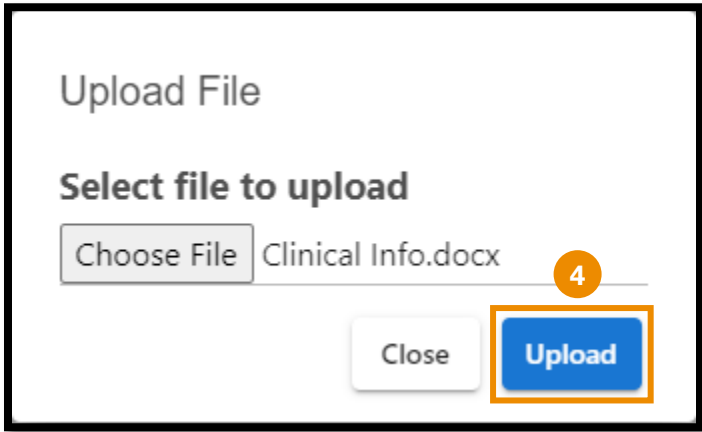 Upload File
Select file to upload
Choose File Clinical Info.docx
4
Close Upload